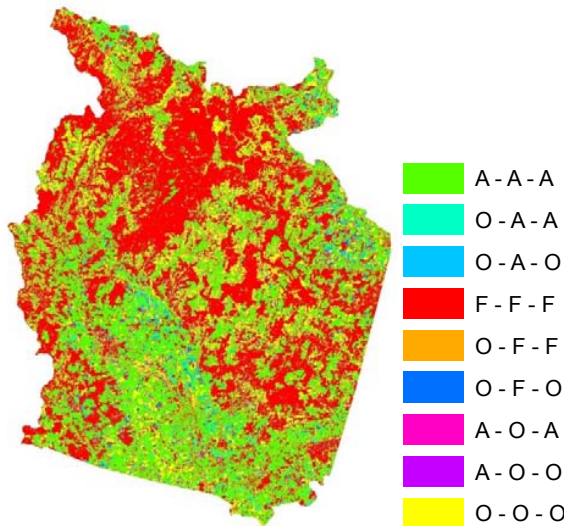 A - A - A
O - A - A
O - A - O
F - F - F
O - F - F
O - F - O
A - O - A
A - O - O
O - O - O